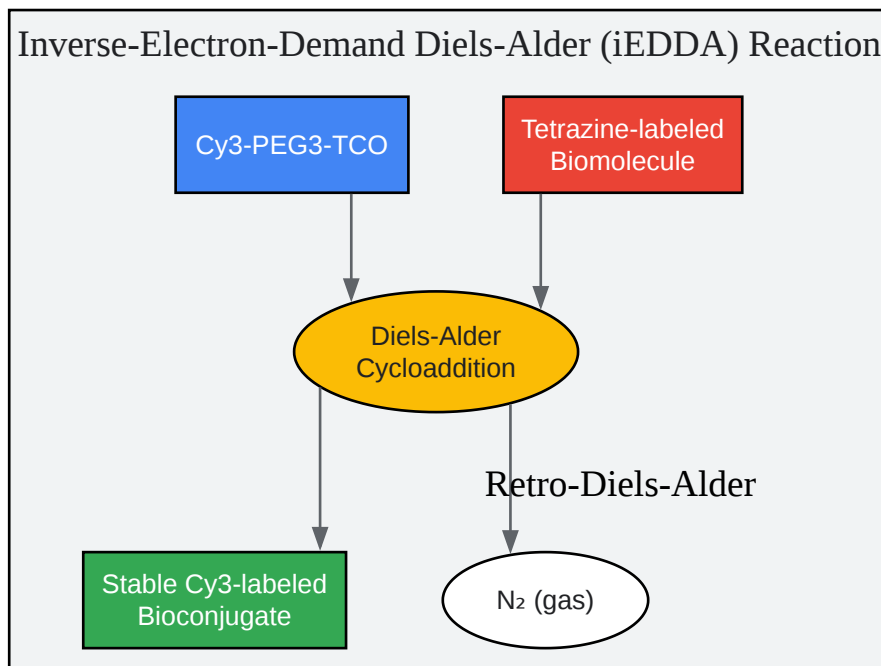 Inverse-Electron-Demand Diels-Alder (iEDDA) Reaction
Cy3-PEG3-TCO
Tetrazine-labeled
Biomolecule
Diels-Alder
Cycloaddition
Retro-Diels-Alder
Stable Cy3-labeled
Bioconjugate
N₂ (gas)